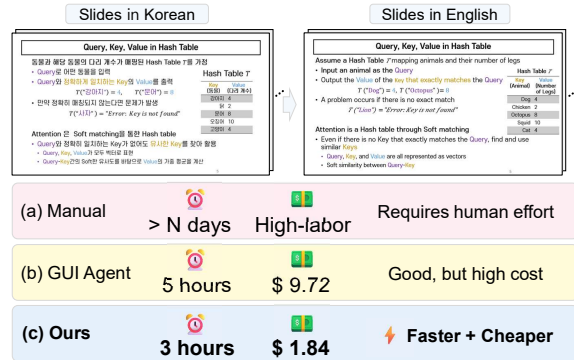 Slides in Korean
Slides in English
Query, Key, Value in Hash Table
동물과 해당 동물의 다리 개수가 매핑된 Hash Table T를 가정
• Query로 어떤 동물을 입력
• Query와 정확하게 일치하는 Key의 Value를 출력
T("강아지") = 4, T("문어") = 8
• 만약 정확히 매칭되지 않는다면 문제가 발생
T("사자") = "Error: Key is not found"
Hash Table T
Key (동물) Value (다리 개수)
강아지 4
닭 2
문어 8
오징어 10
고양이 4
Attention 은 Soft matching을 통한 Hash table
• Query와 정확히 일치하는 Key가 없어도 유사한 Key를 찾아 활용
• Query, Key, Value가 모두 벡터로 표현
• Query-Key간의 Soft한 유사도를 바탕으로 Value의 가중 평균을 계산
Query, Key, Value in Hash Table
Assume a Hash Table T mapping animals and their number of legs
• Input an animal as the Query
• Output the Value of the Key that exactly matches the Query
T ("Dog") = 4, T ("Octopus") = 8
• A problem occurs if there is no exact match
T ("Lion") = "Error: Key is not found"
Hash Table T
Key (Animal) Value (Number of Legs)
Dog 4
Chicken 2
Octopus 8
Squid 10
Cat 4
Attention is a Hash table through Soft matching
• Even if there is no Key that exactly matches the Query, find and use similar Keys
• Query, Key, and Value are all represented as vectors
• Soft similarity between Query-Key
(a) Manual > N days High-labor Requires human effort
(b) GUI Agent 5 hours $ 9.72 Good, but high cost
(c) Ours 3 hours $ 1.84 Faster + Cheaper